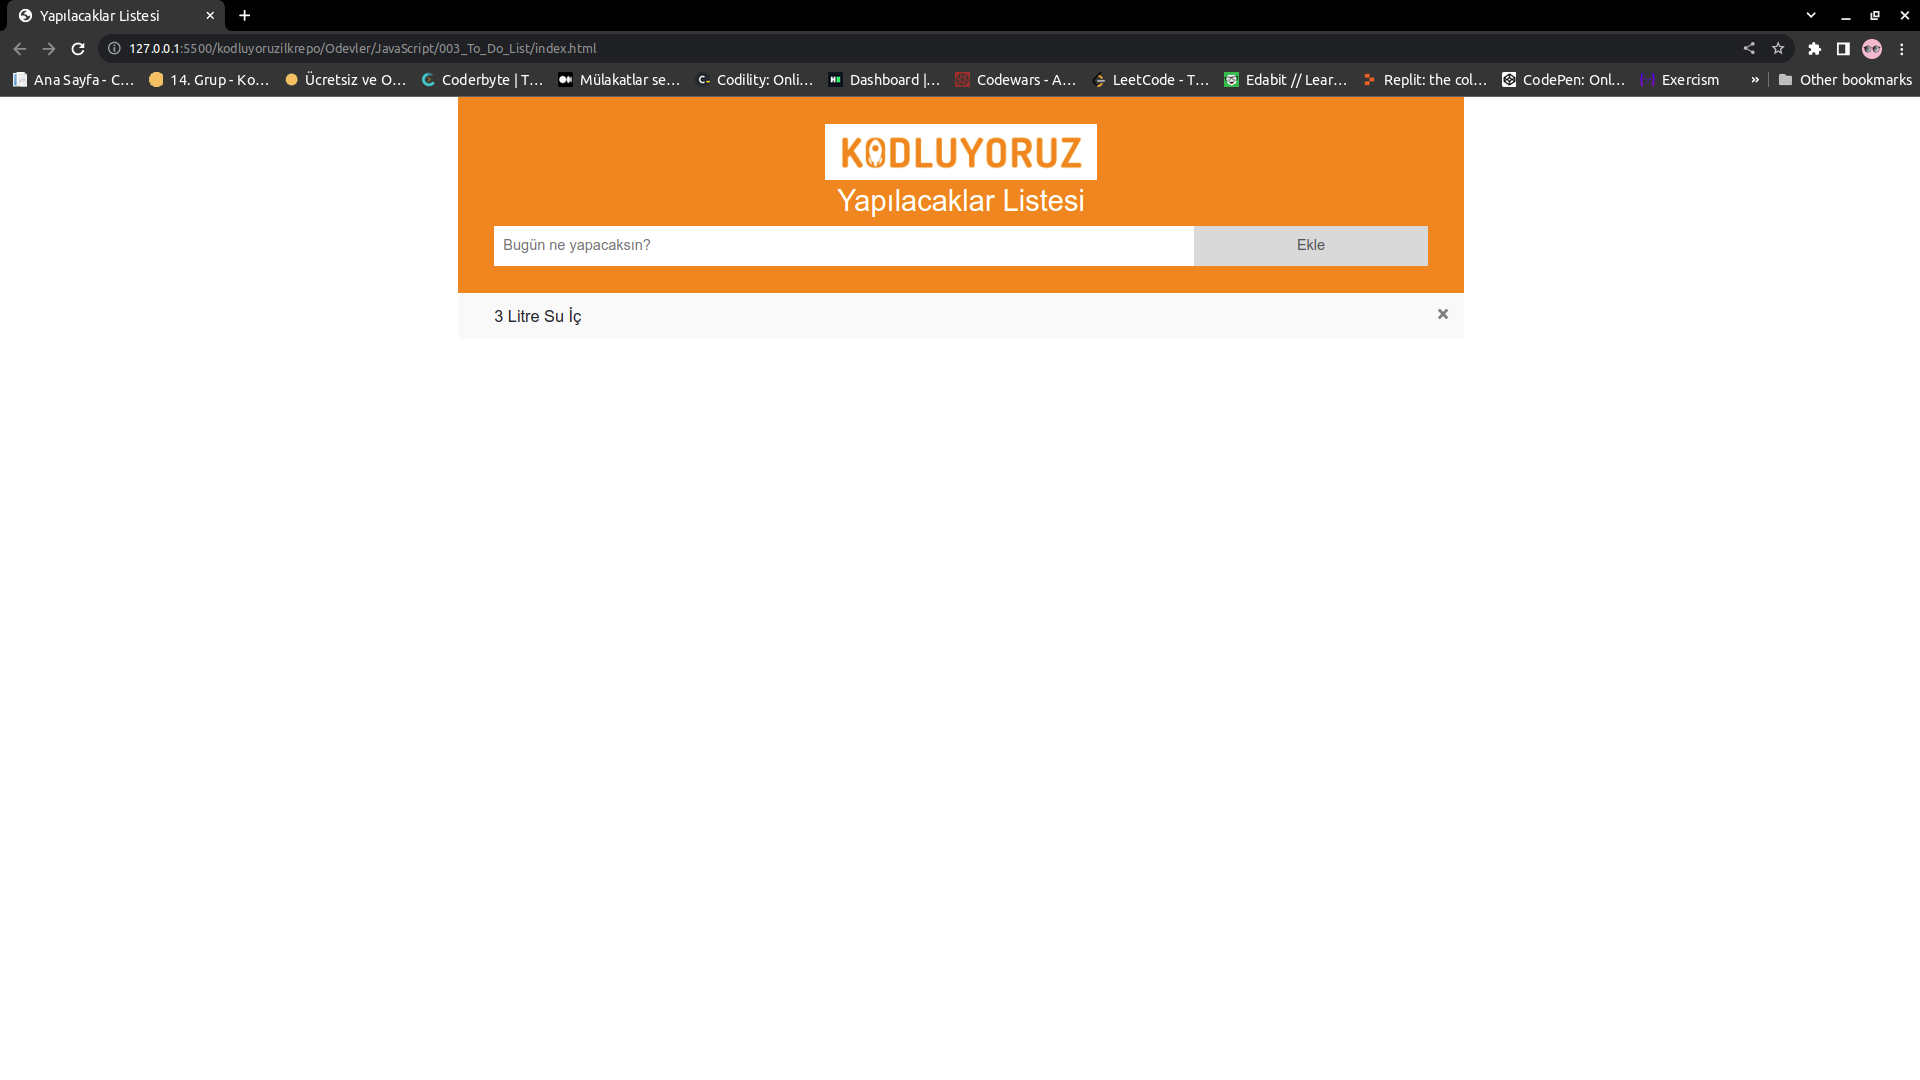 Yapılacaklar Listesi
127.0.0.1:5500/kodluyoruzilkrepo/Odevler/JavaScript/003_To_Do_List/index.html
Ana Sayfa - C... 14. Grup - Ko... Ücretsiz ve O... Coderbyte | T... Mülakatlar se... Codility: Onli... Dashboard |... Codewars - A... LeetCode - T... Edabit // Lear... Replit: the col... CodePen: Onl... Exercism » Other bookmarks
KODLUYORUZ
Yapılacaklar Listesi
Bugün ne yapacaksın? Ekle
3 Litre Su İç ×